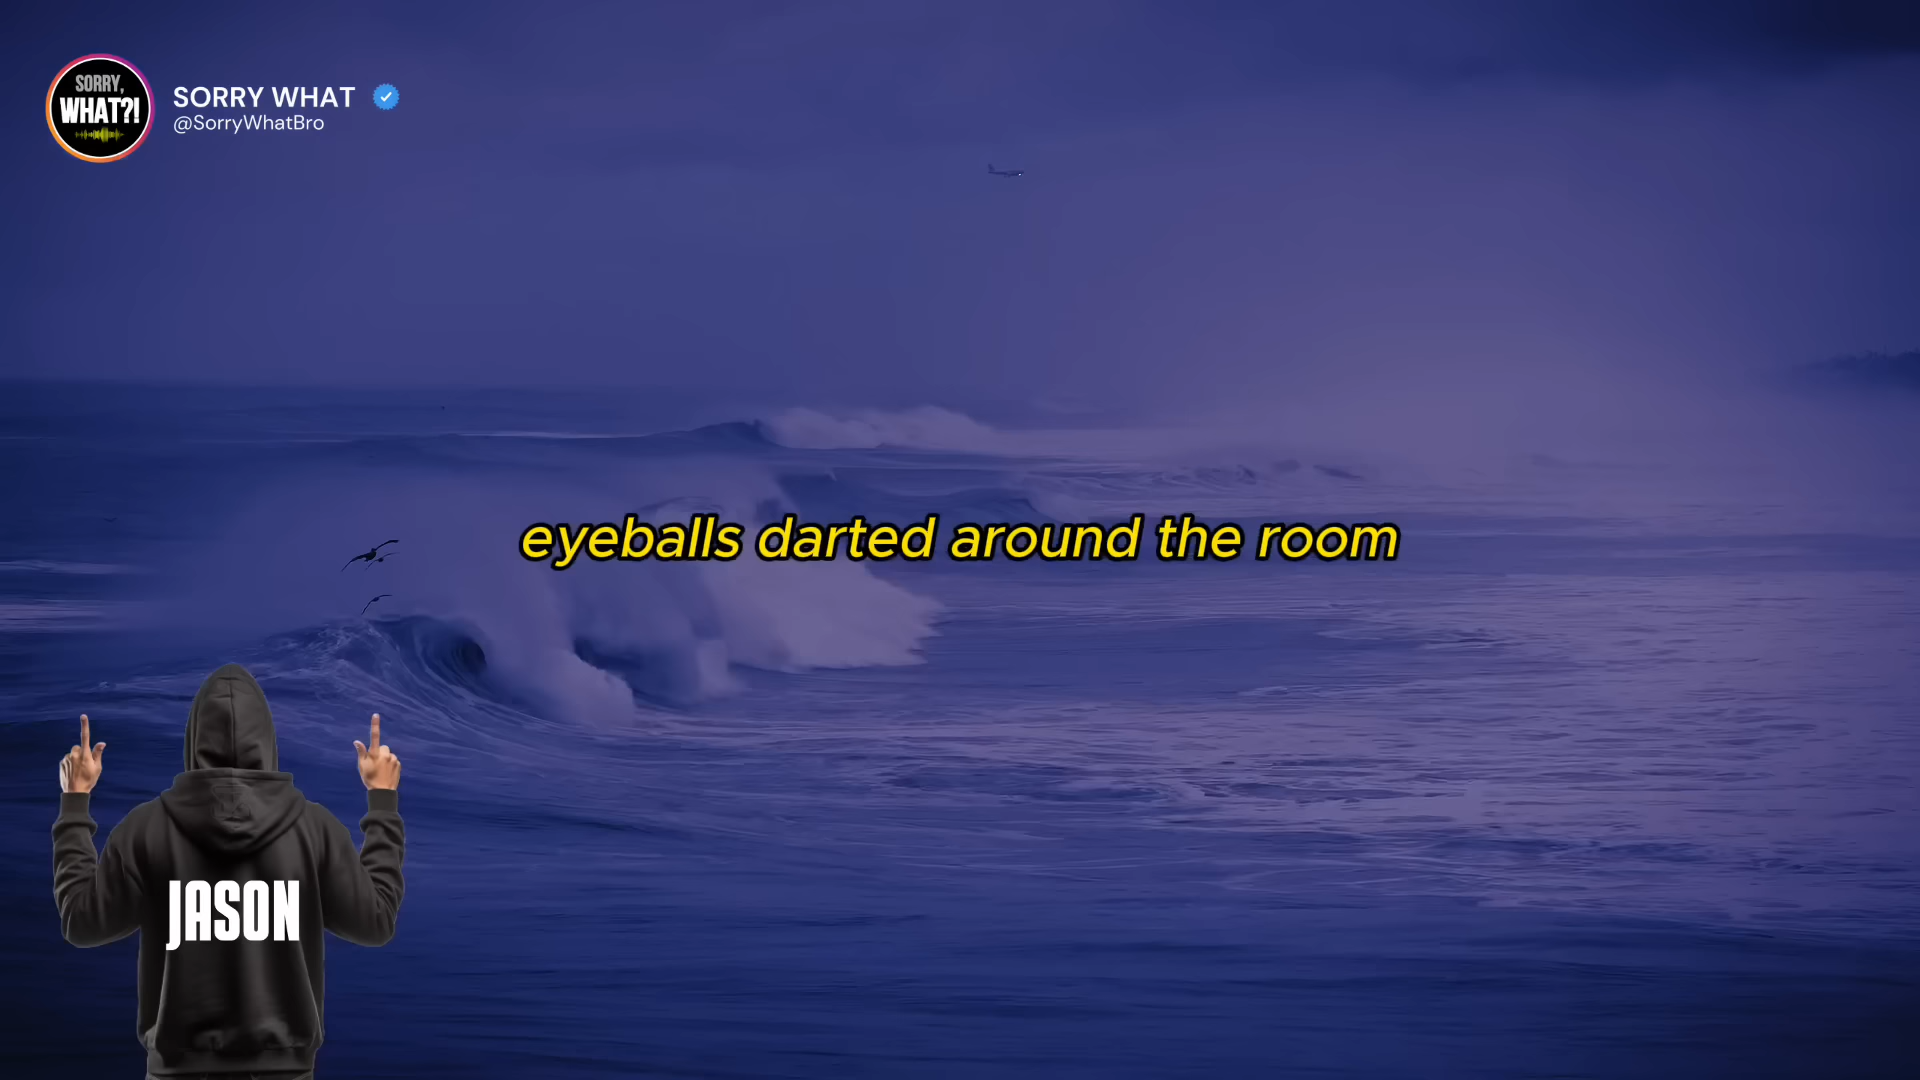 SORRY,
WHAT?!
SORRY WHAT
@SorryWhatBro
eyeballs darted around the room
JASON